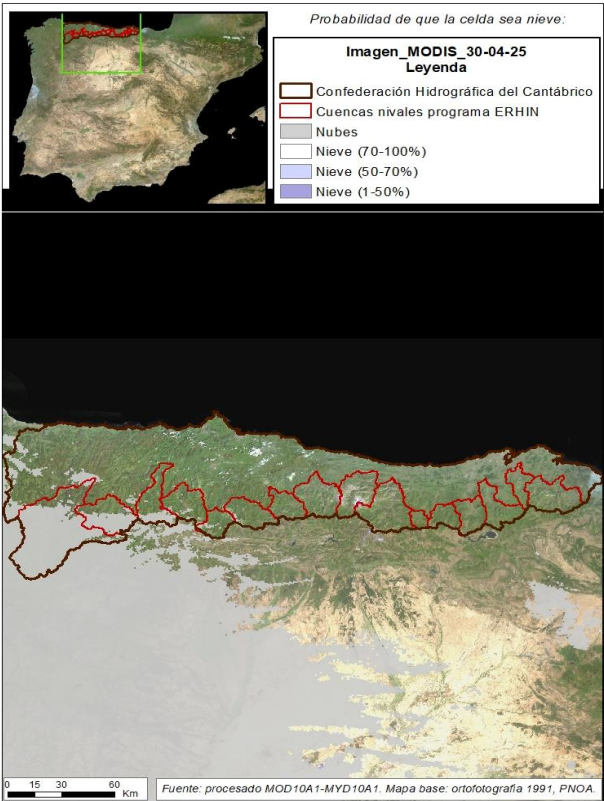 Probabilidad de que la celda sea nieve:
Imagen_MODIS_30-04-25
Leyenda
Confederación Hidrográfica del Cantábrico
Cuencas nivales programa ERHIN
Nubes
Nieve (70-100%)
Nieve (50-70%)
Nieve (1-50%)
0 15 30 60
Km
Fuente: procesado MOD10A1-MYD10A1. Mapa base: ortofotografía 1991, PNOA.